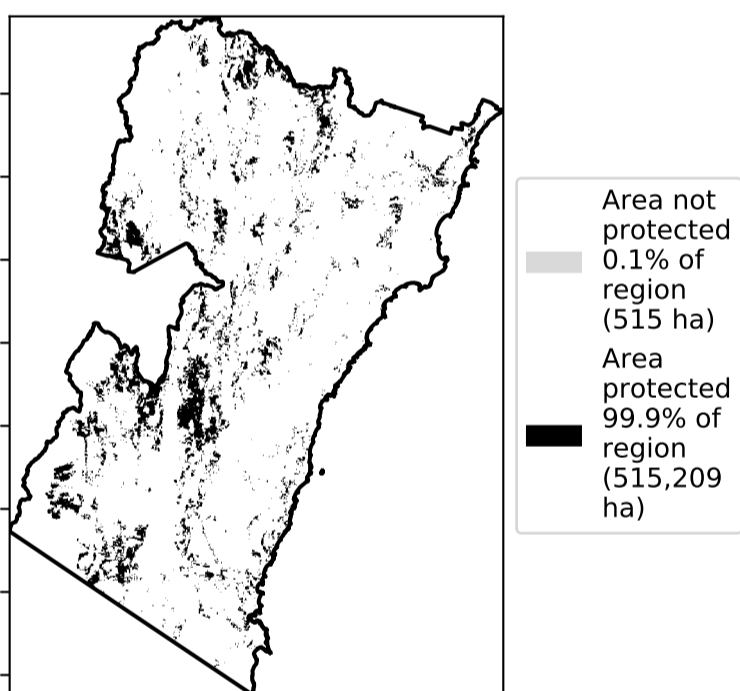 Area not
protected
0.1% of
region
(515 ha)
Area
protected
99.9% of
region
(515,209
ha)